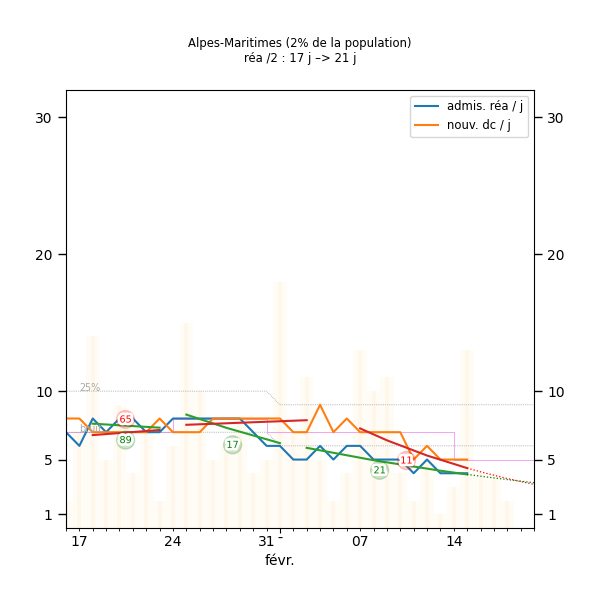 Alpes-Maritimes (2% de la population)
réa /2 : 17 j –> 21 j
admis. réa / j
nouv. dc / j
30 30
20 20
25%
10 10
65
89
17
11
21
5 5
1 1
17 24 31 - 07 14
févr.